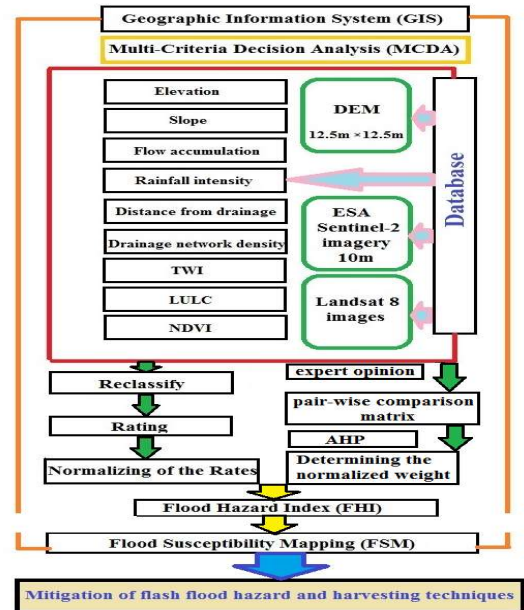 Geographic Information System (GIS)
Multi-Criteria Decision Analysis (MCDA)
Elevation
Slope
Flow accumulation
Rainfall intensity
Distance from drainage
Drainage network density
TWI
LULC
NDVI
DEM
12.5m ×12.5m
ESA
Sentinel-2
imagery
10m
Landsat 8
images
Database
Reclassify
Rating
Normalizing of the Rates
expert opinion
pair-wise comparison
matrix
AHP
Determining the
normalized weight
Flood Hazard Index (FHI)
Flood Susceptibility Mapping (FSM)
Mitigation of flash flood hazard and harvesting techniques